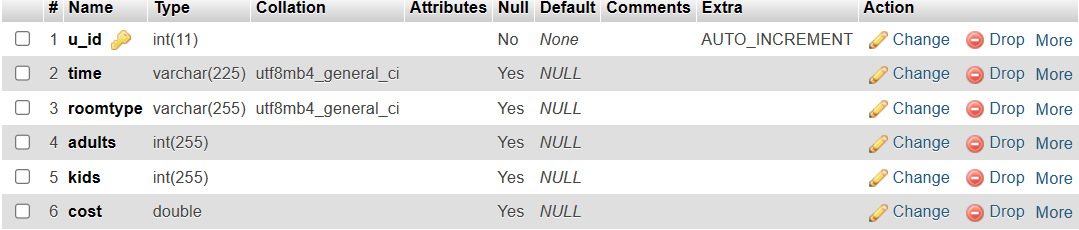 # Name Type Collation Attributes Null Default Comments Extra Action
1 u_id int(11) No None AUTO_INCREMENT Change Drop More
2 time varchar(225) utf8mb4_general_ci Yes NULL Change Drop More
3 roomtype varchar(255) utf8mb4_general_ci Yes NULL Change Drop More
4 adults int(255) Yes NULL Change Drop More
5 kids int(255) Yes NULL Change Drop More
6 cost double Yes NULL Change Drop More